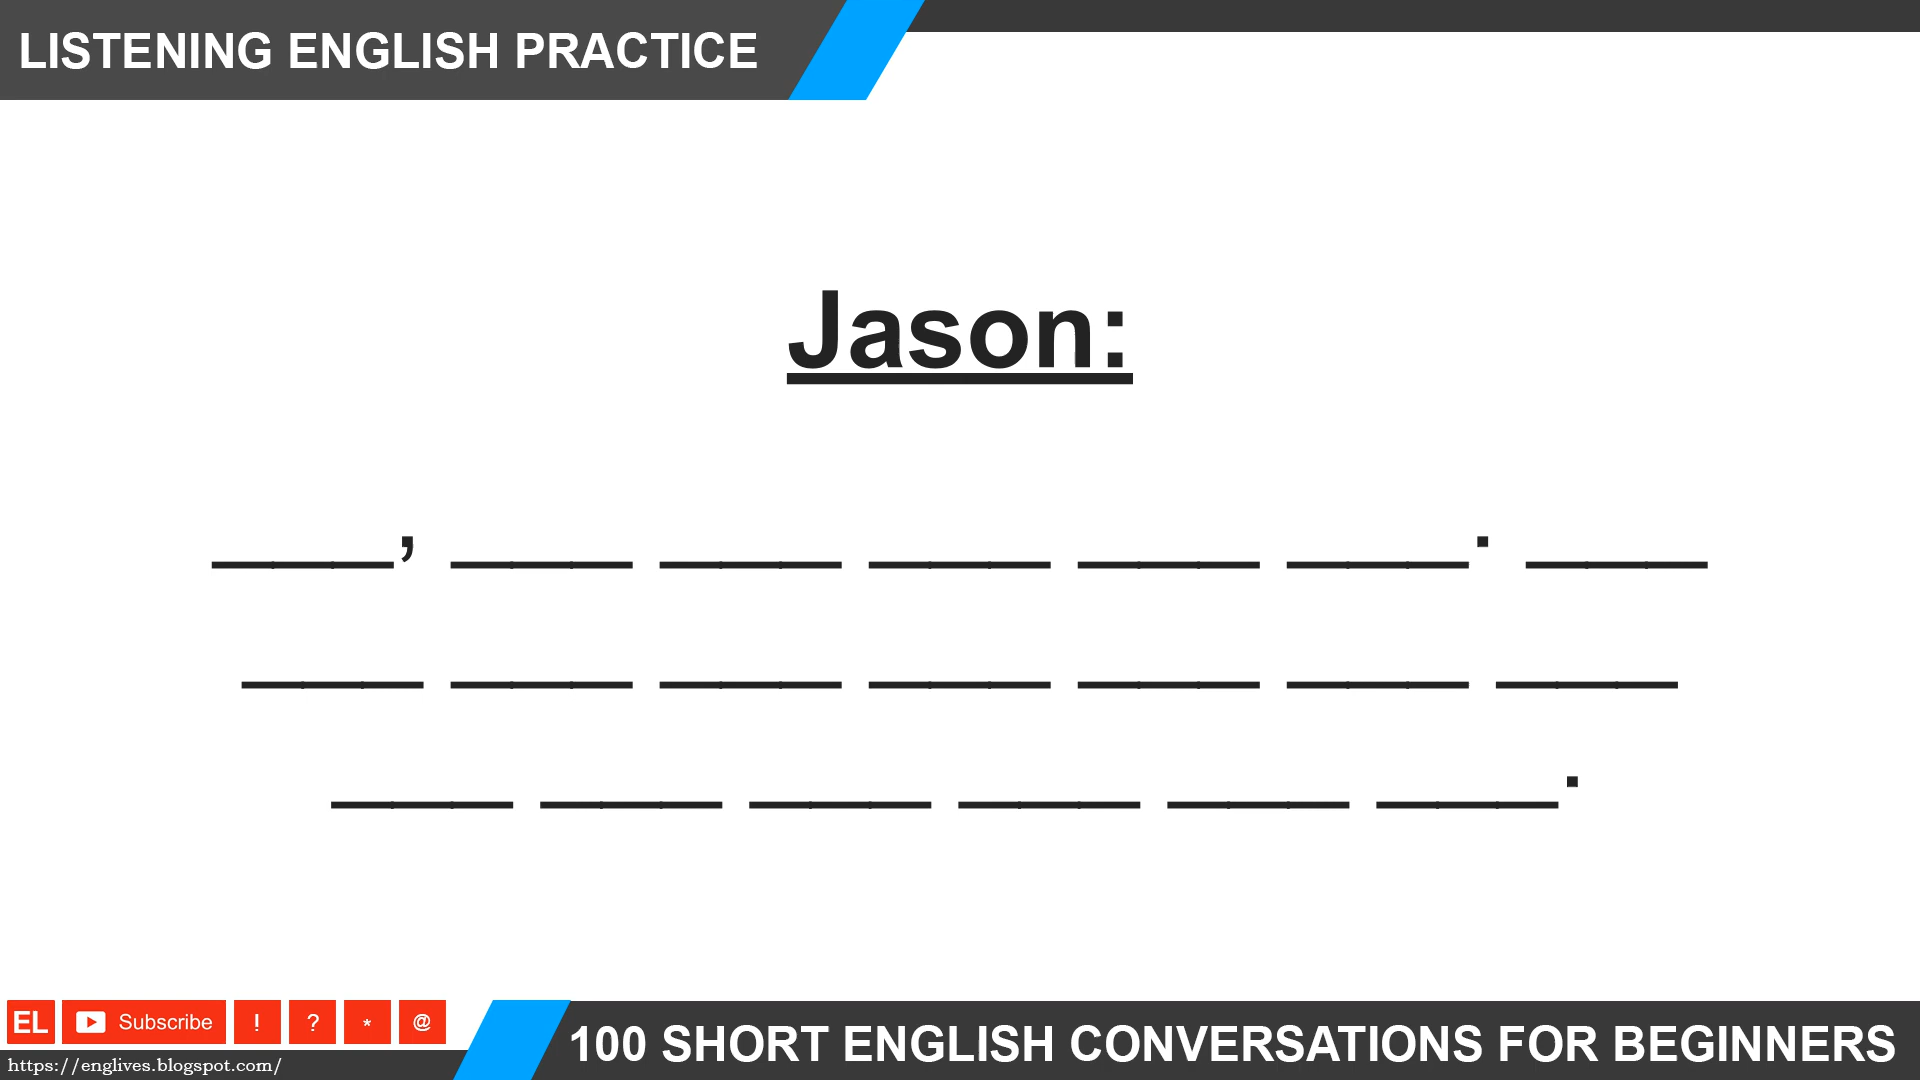 LISTENING ENGLISH PRACTICE
Jason:
___, ___ ___ ___ ___ ___. ___
___ ___ ___ ___ ___ ___ ___
___ ___ ___ ___ ___ ___.
EL Subscribe ! ? * @
https://englives.blogspot.com/
100 SHORT ENGLISH CONVERSATIONS FOR BEGINNERS